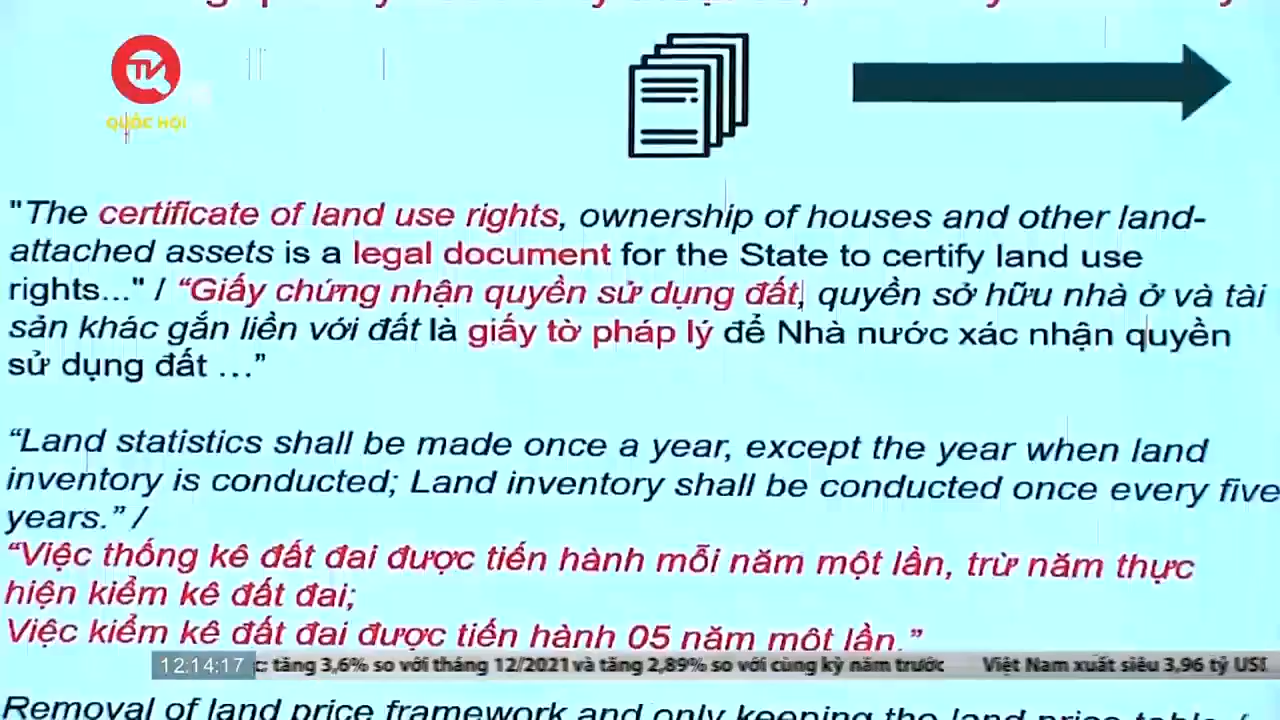 TV
QUỐC HỘI
"The certificate of land use rights, ownership of houses and other land-
attached assets is a legal document for the State to certify land use
rights..." / “Giấy chứng nhận quyền sử dụng đất, quyền sở hữu nhà ở và tài
sản khác gắn liền với đất là giấy tờ pháp lý để Nhà nước xác nhận quyền
sử dụng đất …”
“Land statistics shall be made once a year, except the year when land
inventory is conducted; Land inventory shall be conducted once every five
years.” /
“Việc thống kê đất đai được tiến hành mỗi năm một lần, trừ năm thực
hiện kiểm kê đất đai;
Việc kiểm kê đất đai được tiến hành 05 năm một lần.”
12:14:17 c: tăng 3,6% so với tháng 12/2021 và tăng 2,89% so với cùng kỳ năm trước Việt Nam xuất siêu 3,96 tỷ USD
Removal of land price framework and only keeping the land price table /